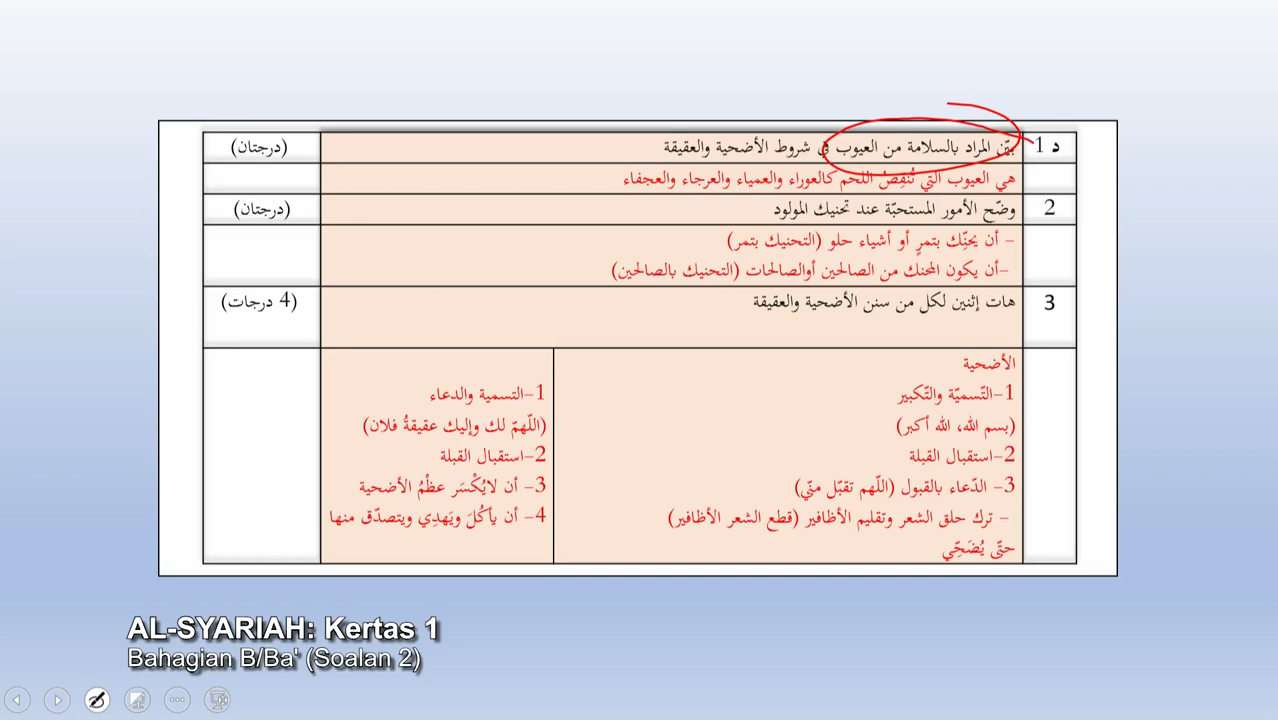 د 1 بيّن المراد بالسلامة من العيوب في شروط الأضحية والعقيقة (درجتان)
هي العيوب التي تُنْقِصُ اللحم كالعوراء والعمياء والعرجاء والعجفاء
2 وضّح الأمور المستحبّة عند تحنيك المولود (درجتان)
- أن يحنّك بتمرٍ أو أشياء حلو (التحنيك بتمر)
-أن يكون المحنك من الصالحين أوالصالحات (التحنيك بالصالحين)
3 هات إثنين لكل من سنن الأضحية والعقيقة (4 درجات)
الأضحية
1-التّسميّة والتّكبير
(بسم الله، الله أكبر)
2-استقبال القبلة
3- الدّعاء بالقبول (اللّهم تقبّل منّي)
- ترك حلق الشعر وتقليم الأظافير (قطع الشعر الأظافير)
حتّى يُضَحِّي
1-التسمية والدعاء
(اللّهمّ لك وإليك عقيقةُ فلان)
2-استقبال القبلة
3- أن لايُكْسَر عظْمُ الأضحية
4- أن يأكُلَ ويَهدِي ويتصدّق منها
AL-SYARIAH: Kertas 1
Bahagian B/Ba' (Soalan 2)